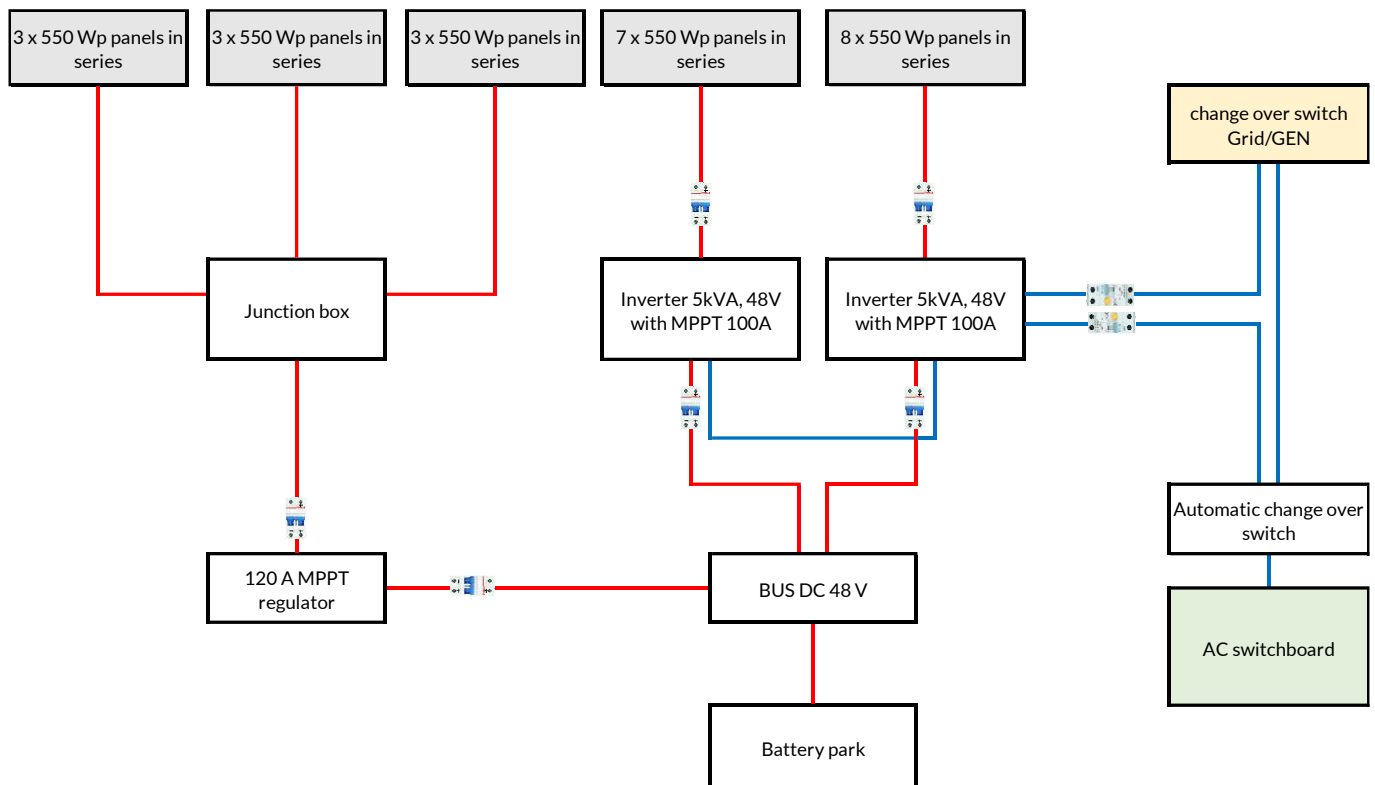 3 x 550 Wp panels in
series
3 x 550 Wp panels in
series
3 x 550 Wp panels in
series
7 x 550 Wp panels in
series
8 x 550 Wp panels in
series
change over switch
Grid/GEN
Junction box
Inverter 5kVA, 48V
with MPPT 100A
Inverter 5kVA, 48V
with MPPT 100A
Automatic change over
switch
120 A MPPT
regulator
BUS DC 48 V
AC switchboard
Battery park